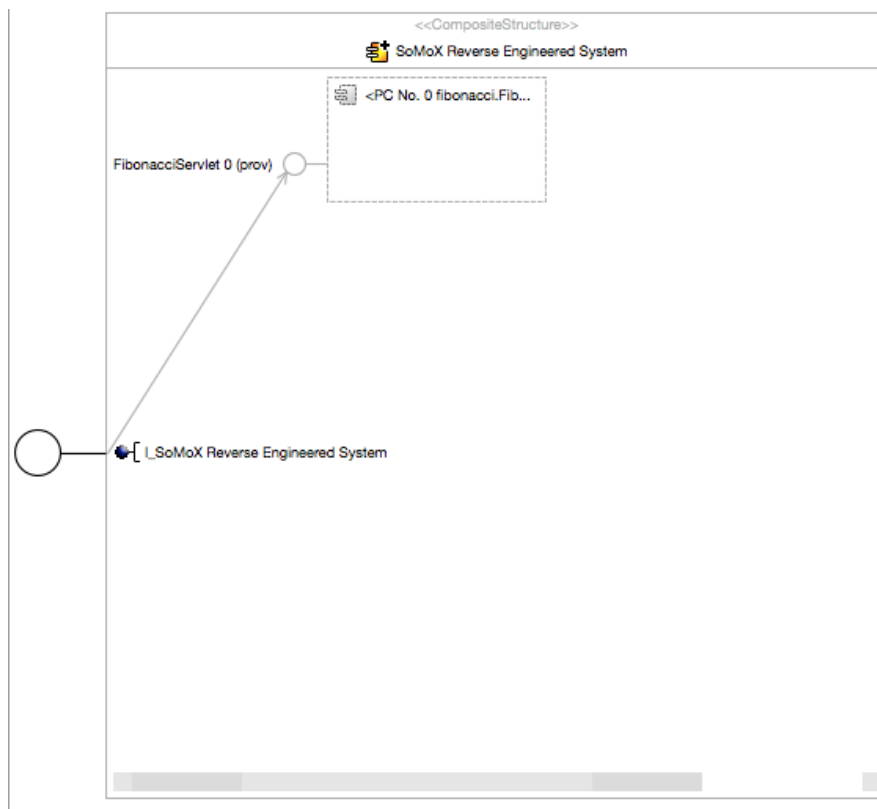 <<CompositeStructure>>
SoMoX Reverse Engineered System
<PC No. 0 fibonacci.Fib...
FibonacciServlet 0 (prov)
I_SoMoX Reverse Engineered System